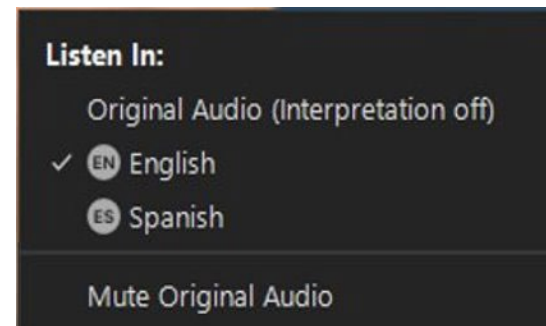 Listen In:
Original Audio (Interpretation off)
EN English
ES Spanish
Mute Original Audio